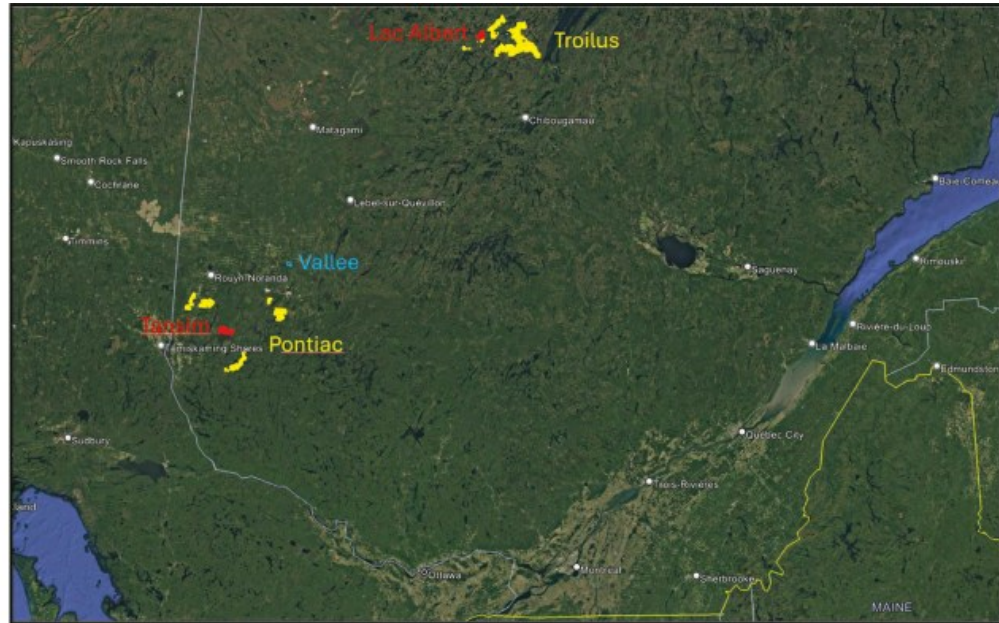 Lac Albert
Troilus
Matagami
Chibougamau
Kapuskasing
Smooth Rock Falls
Cochrane
Baie-Comeau
Lebel-sur-Quévillon
Timmins
Vallee
Rouyn-Noranda
Saguenay
Rimouski
Tansim
Pontiac
Temiskaming Shores
Rivière-du-Loup
La Malbaie
Edmundston
Sudbury
Québec City
Trois-Rivières
land
Ottawa
Montreal
Sherbrooke
MAINE